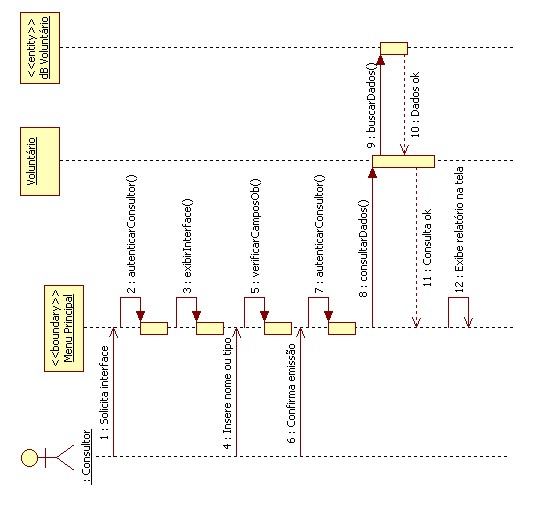 : Consultor
<<boundary>>
Menu Principal
Voluntário
<<entity>>
dB Voluntário
1 : Solicita interface
2 : autenticarConsultor()
3 : exibirInterface()
4 : Insere nome ou tipo
5 : verificarCamposOb()
6 : Confirma emissão
7 : autenticarConsultor()
8 : consultarDados()
9 : buscarDados()
10 : Dados ok
11 : Consulta ok
12 : Exibe relatório na tela